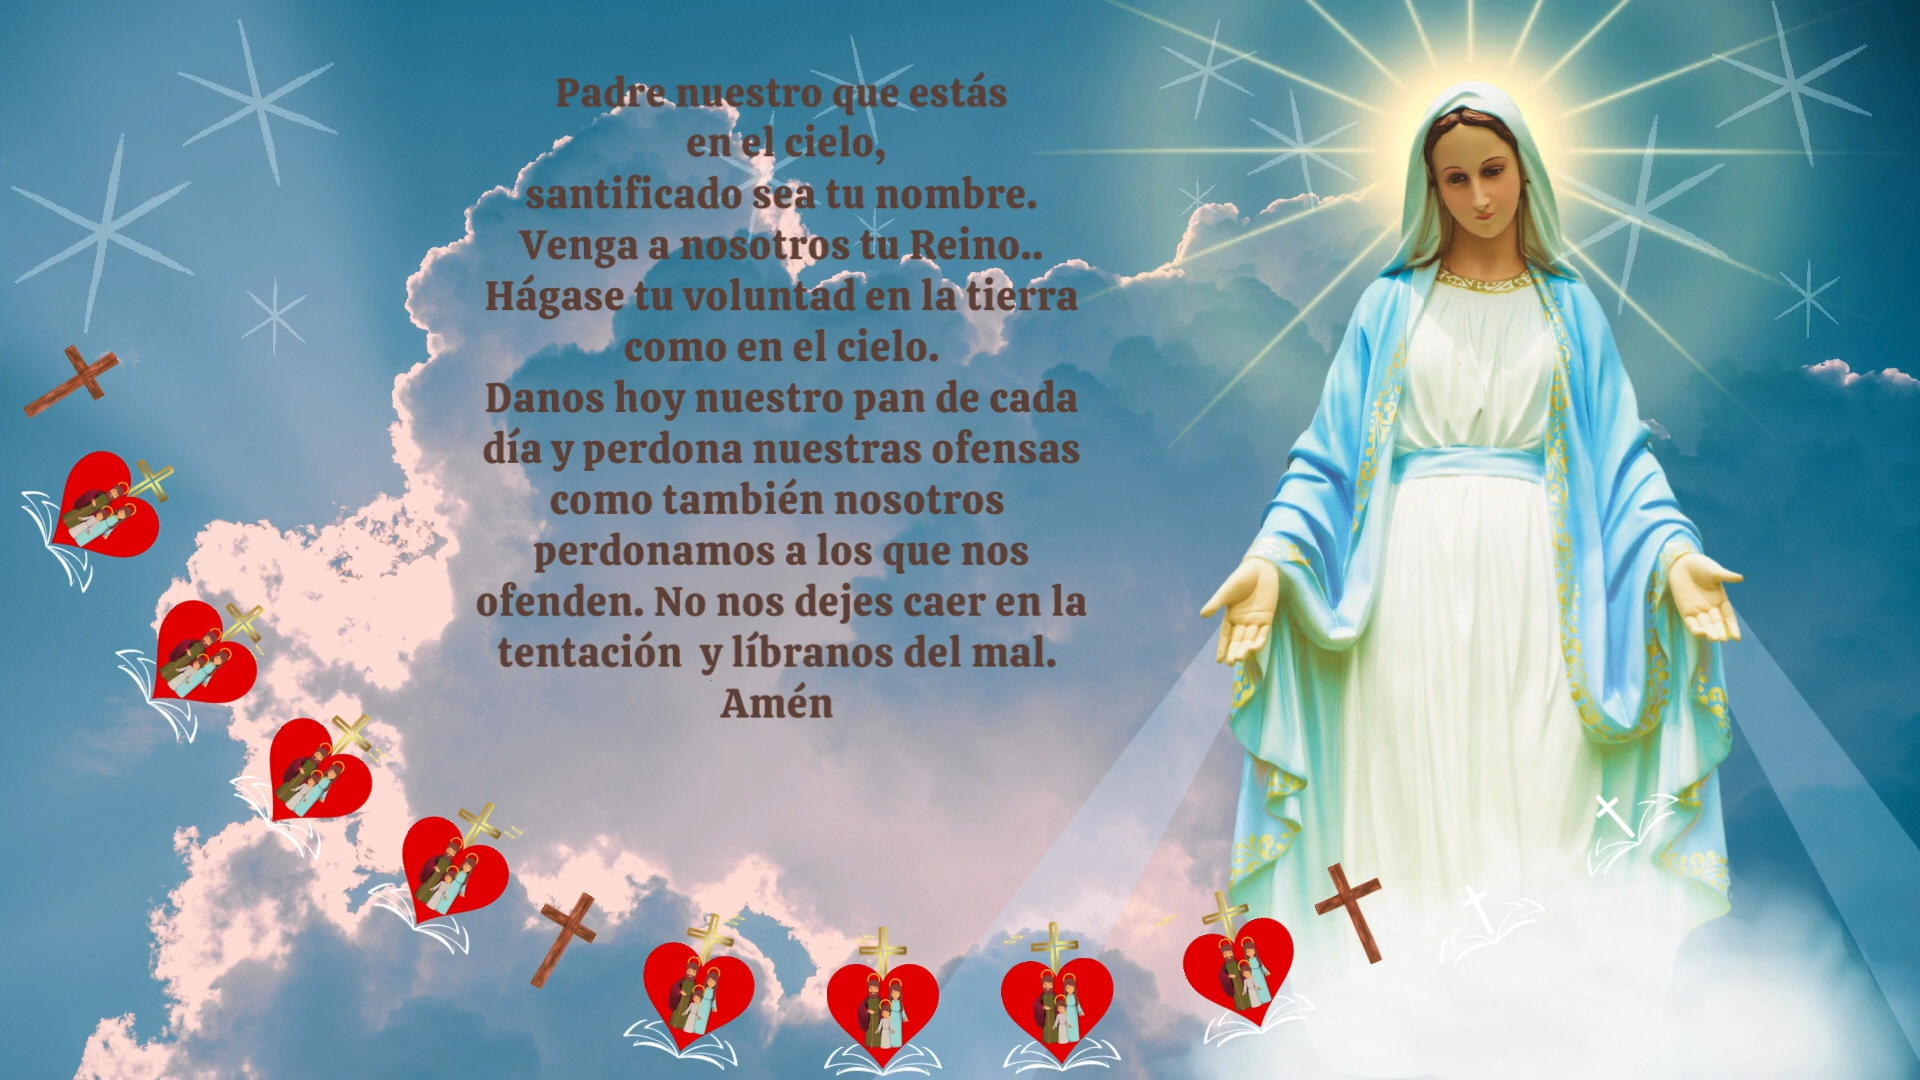 Padre nuestro que estás
en el cielo,
santificado sea tu nombre.
Venga a nosotros tu Reino..
Hágase tu voluntad en la tierra
como en el cielo.
Danos hoy nuestro pan de cada
día y perdona nuestras ofensas
como también nosotros
perdonamos a los que nos
ofenden. No nos dejes caer en la
tentación  y líbranos del mal.
Amén